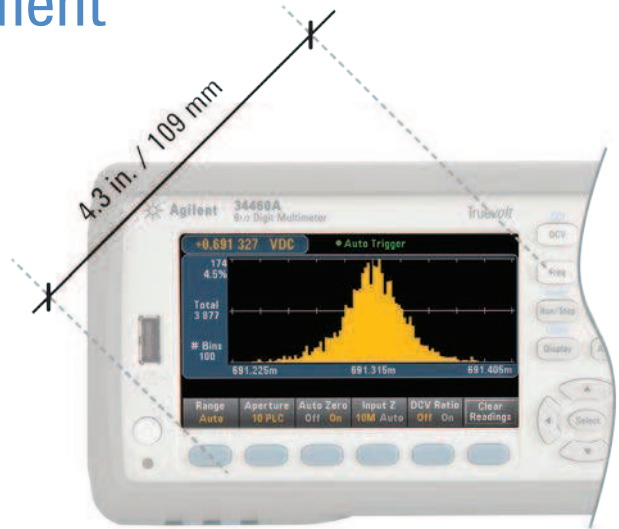 nent
4.3 in. / 109 mm
Agilent 34460A
6½ Digit Multimeter
Truevolt
+0.691 327 VDC
Auto Trigger
174
4.5%
Total
3 877
# Bins
100
691.225m 691.315m 691.405m
Range Aperture Auto Zero Input Z DCV Ratio Clear
Auto 10 PLC Off On 10M Auto Off On Readings
DCV
Freq
Run/Stop
Display
Select